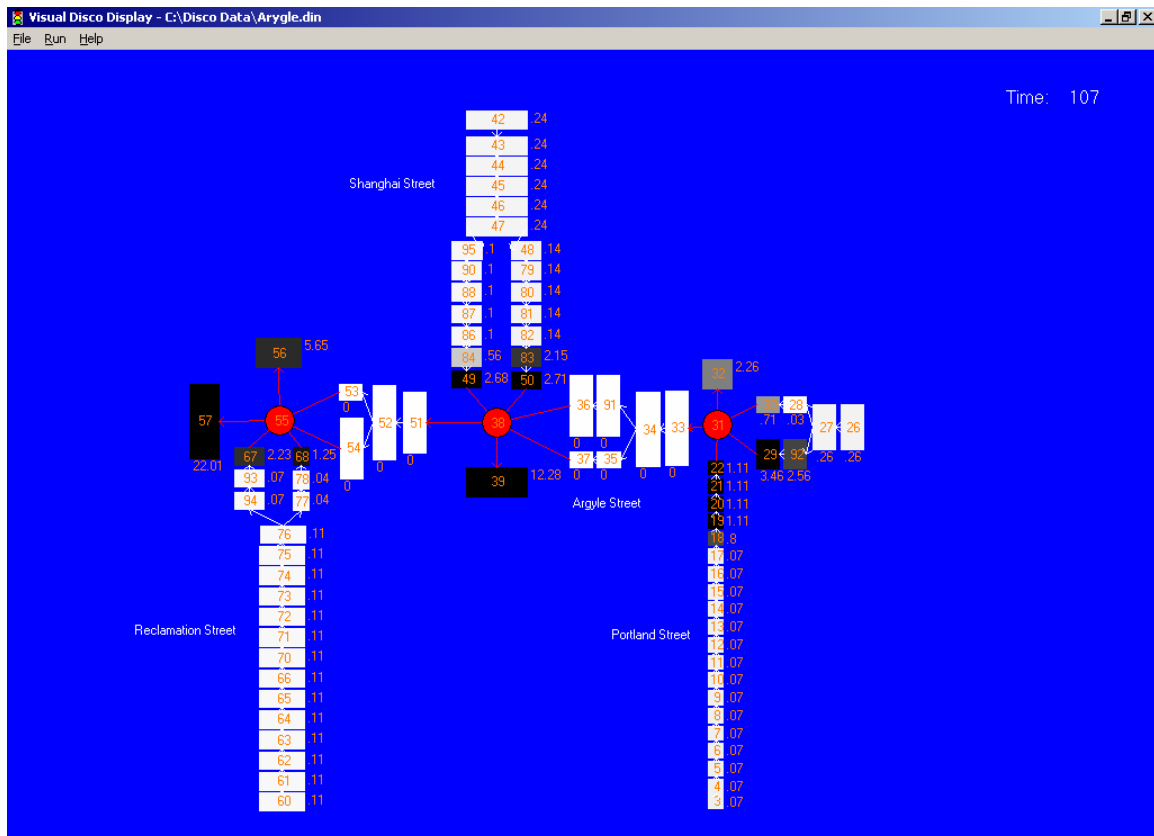 Visual Disco Display - C:\Disco Data\Arygle.din
File Run Help
Time: 107
42 .24
43 .24
44 .24
Shanghai Street
45 .24
46 .24
47 .24
95 .1 48 .14
90 .1 79 .14
88 .1 80 .14
87 .1 81 .14
86 .1 82 .14
56 5.65
84 .56 83 2.15
49 2.68 50 2.71
32 2.26
53
0
36 91
28
.71 .03
57 55 52 51 38 34 33 31 27 26
54
22.01
67 2.23 68 1.25
0 0 0
0 0
37 35
0 0 0 0
29 92
.26 .26
3.46 2.56
93 .07 78 .04
94 .07 77 .04
39 12.28
Argyle Street
22 1.11
21 1.11
20 1.11
19 1.11
18 .8
17 .07
16 .07
15 .07
14 .07
13 .07
12 .07
11 .07
10 .07
9 .07
8 .07
7 .07
6 .07
5 .07
4 .07
3 .07
Portland Street
76 .11
75 .11
74 .11
73 .11
72 .11
71 .11
70 .11
66 .11
65 .11
64 .11
63 .11
62 .11
61 .11
60 .11
Reclamation Street